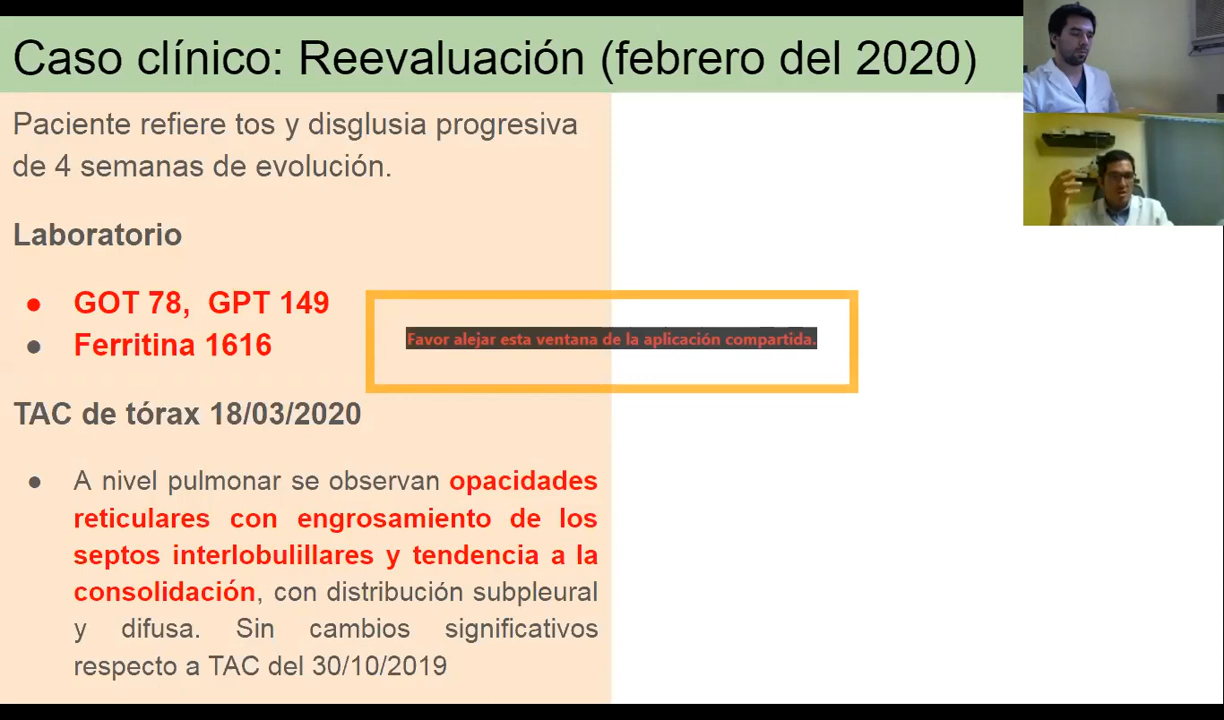 Caso clínico: Reevaluación (febrero del 2020)
Paciente refiere tos y disglusia progresiva
de 4 semanas de evolución.
Laboratorio
● GOT 78, GPT 149
● Ferritina 1616
Favor alejar esta ventana de la aplicación compartida.
TAC de tórax 18/03/2020
● A nivel pulmonar se observan opacidades
reticulares con engrosamiento de los
septos interlobulillares y tendencia a la
consolidación, con distribución subpleural
y difusa. Sin cambios significativos
respecto a TAC del 30/10/2019